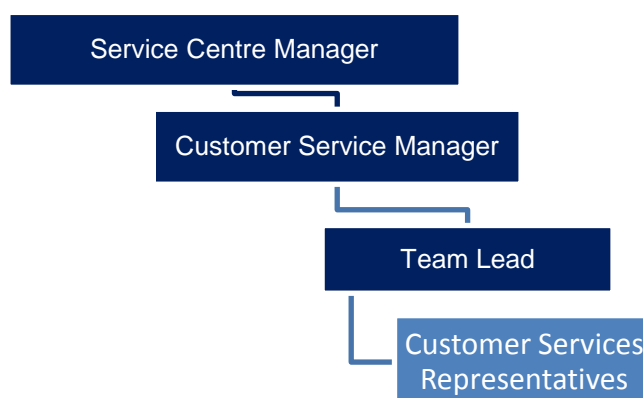 Service Centre Manager
Customer Service Manager
Team Lead
Customer Services
Representatives